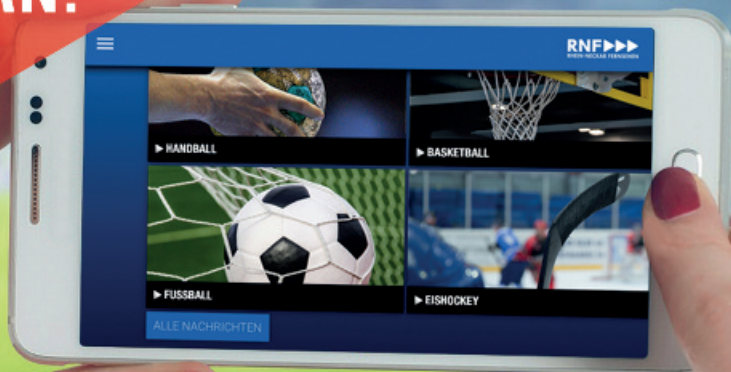 RNF
RHEIN-NECKAR FERNSEHEN
▶ HANDBALL
▶ BASKETBALL
▶ FUSSBALL
▶ EISHOCKEY
ALLE NACHRICHTEN